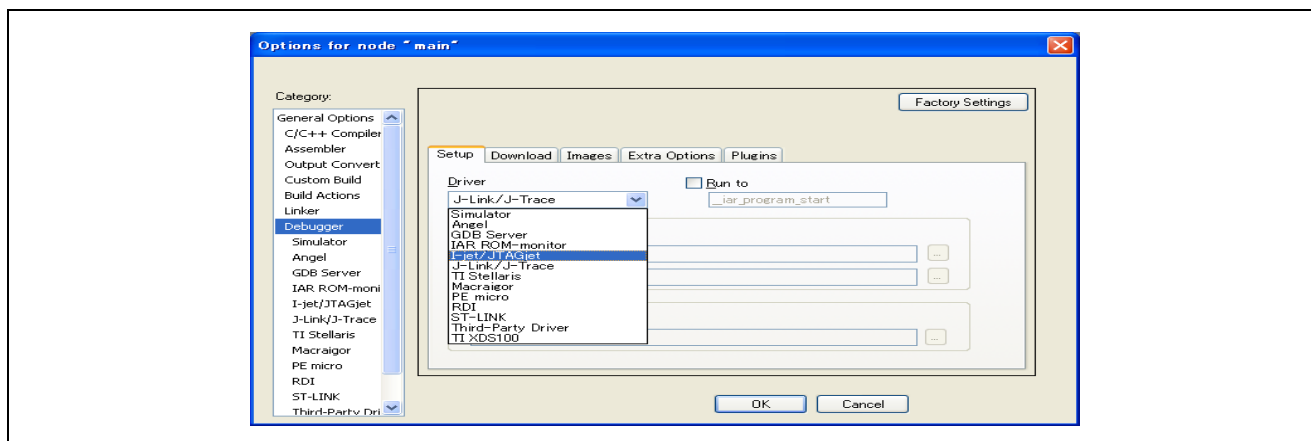 Options for node "main"
Category:
Factory Settings
General Options
C/C++ Compiler
Assembler
Output Convert
Custom Build
Build Actions
Linker
Debugger
Simulator
Angel
GDB Server
IAR ROM-moni
I-jet/JTAGjet
J-Link/J-Trace
TI Stellaris
Macraigor
PE micro
RDI
ST-LINK
Third-Party Dri
Setup Download Images Extra Options Plugins
Driver
Run to
J-Link/J-Trace
__iar_program_start
Simulator
Angel
GDB Server
IAR ROM-monitor
I-jet/JTAGjet
J-Link/J-Trace
TI Stellaris
Macraigor
PE micro
RDI
ST-LINK
Third-Party Driver
TI XDS100
...
...
...
OK Cancel